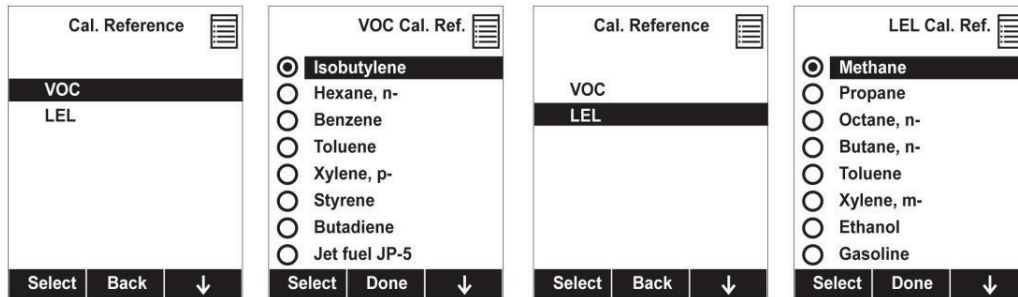 Cal. Reference
VOC
LEL
Select Back ↓
VOC Cal. Ref.
Isobutylene
Hexane, n-
Benzene
Toluene
Xylene, p-
Styrene
Butadiene
Jet fuel JP-5
Select Done ↓
Cal. Reference
VOC
LEL
Select Back ↓
LEL Cal. Ref.
Methane
Propane
Octane, n-
Butane, n-
Toluene
Xylene, m-
Ethanol
Gasoline
Select Done ↓